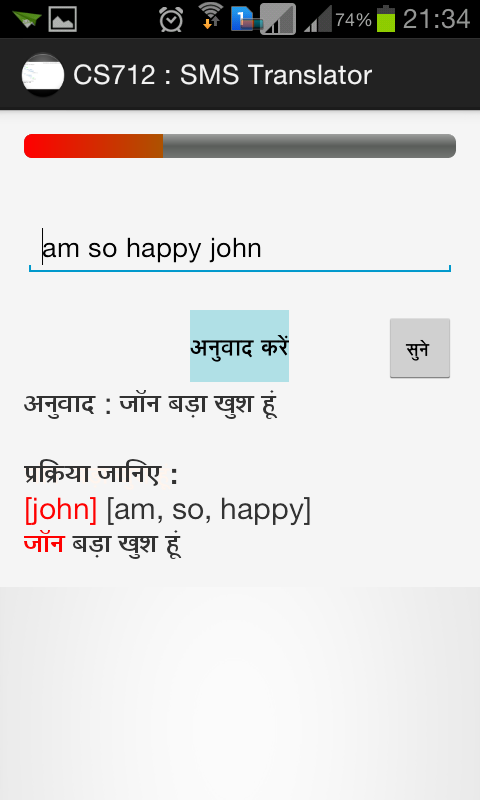 74% 21:34
CS712 : SMS Translator
am so happy john
अनुवाद करें
सुने
अनुवाद : जॉन बड़ा खुश हूं
प्रक्रिया जानिए :
[john] [am, so, happy]
जॉन बड़ा खुश हूं